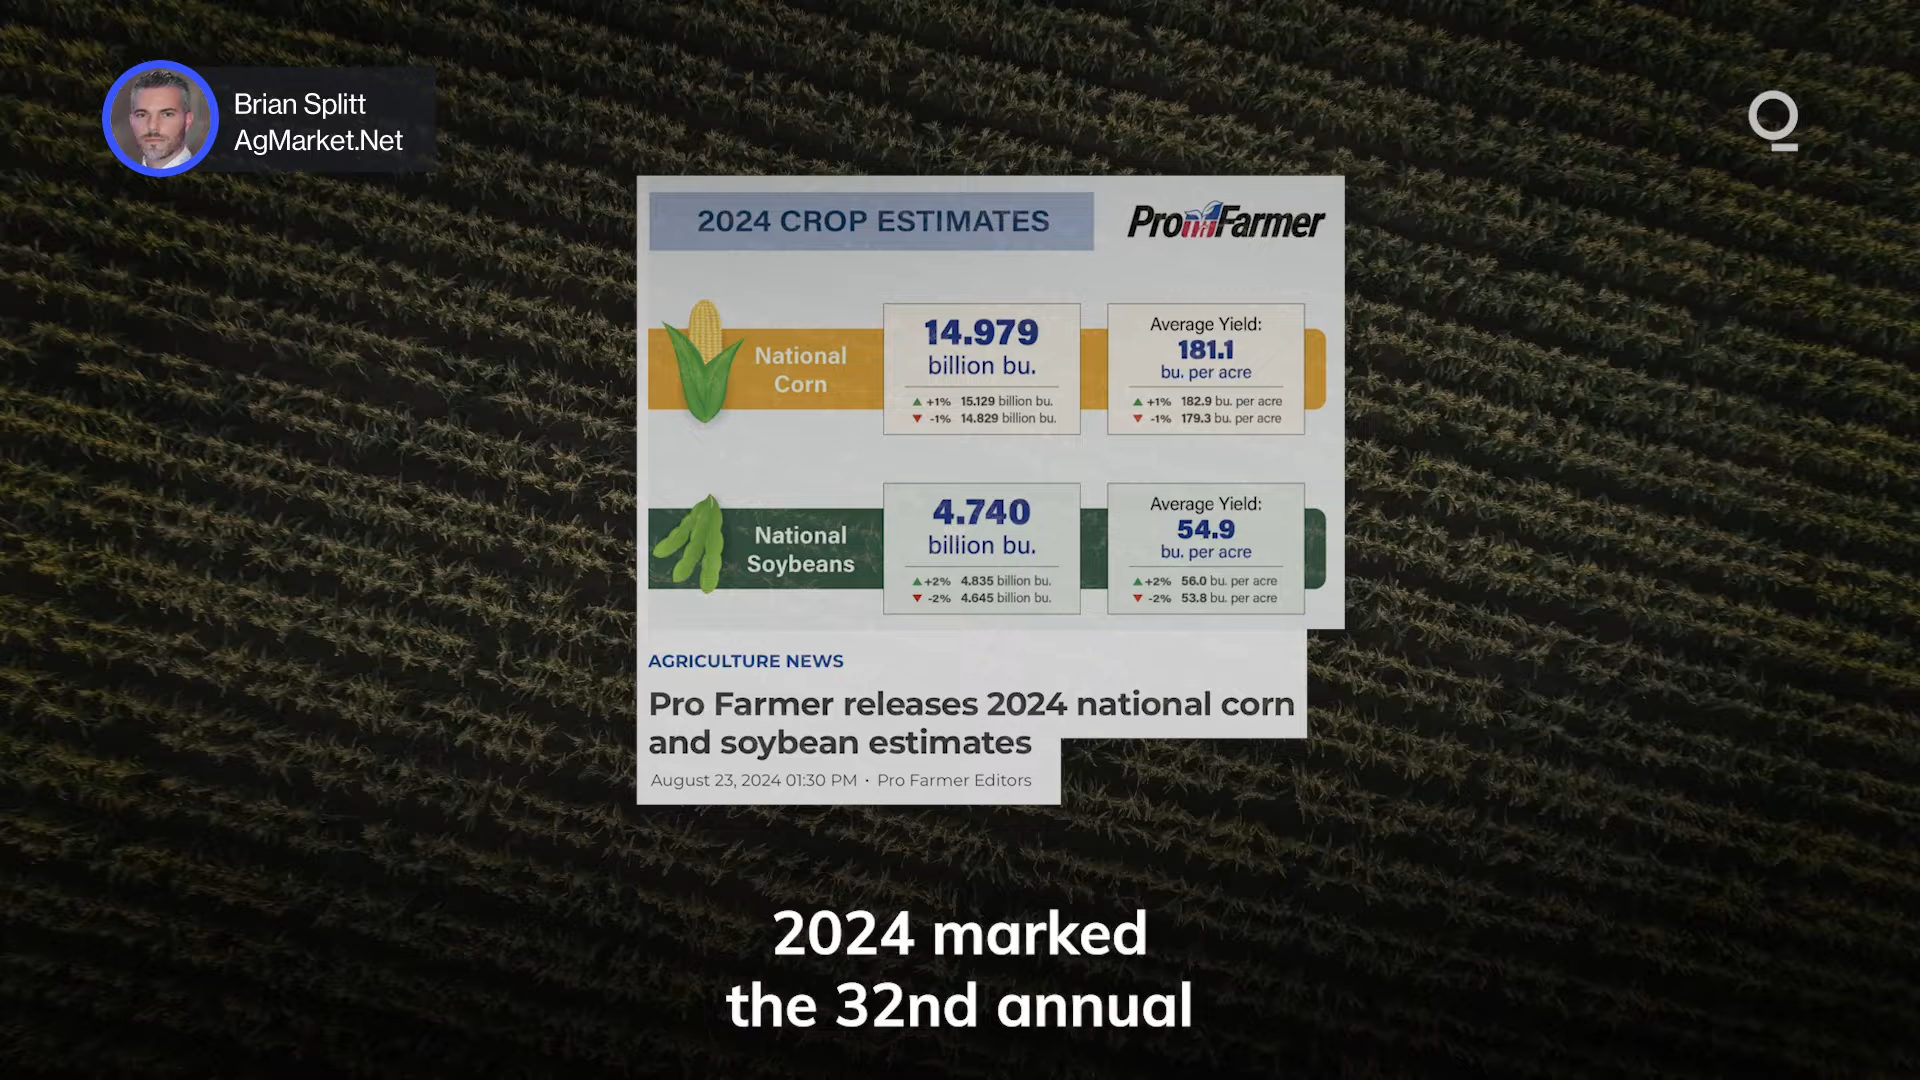 Brian Splitt
AgMarket.Net
2024 CROP ESTIMATES
ProFarmer
National
Corn
14.979
billion bu.
+1% 15.129 billion bu.
-1% 14.829 billion bu.
Average Yield:
181.1
bu. per acre
+1% 182.9 bu. per acre
-1% 179.3 bu. per acre
National
Soybeans
4.740
billion bu.
+2% 4.835 billion bu.
-2% 4.645 billion bu.
Average Yield:
54.9
bu. per acre
+2% 56.0 bu. per acre
-2% 53.8 bu. per acre
AGRICULTURE NEWS
Pro Farmer releases 2024 national corn
and soybean estimates
August 23, 2024 01:30 PM • Pro Farmer Editors
2024 marked
the 32nd annual